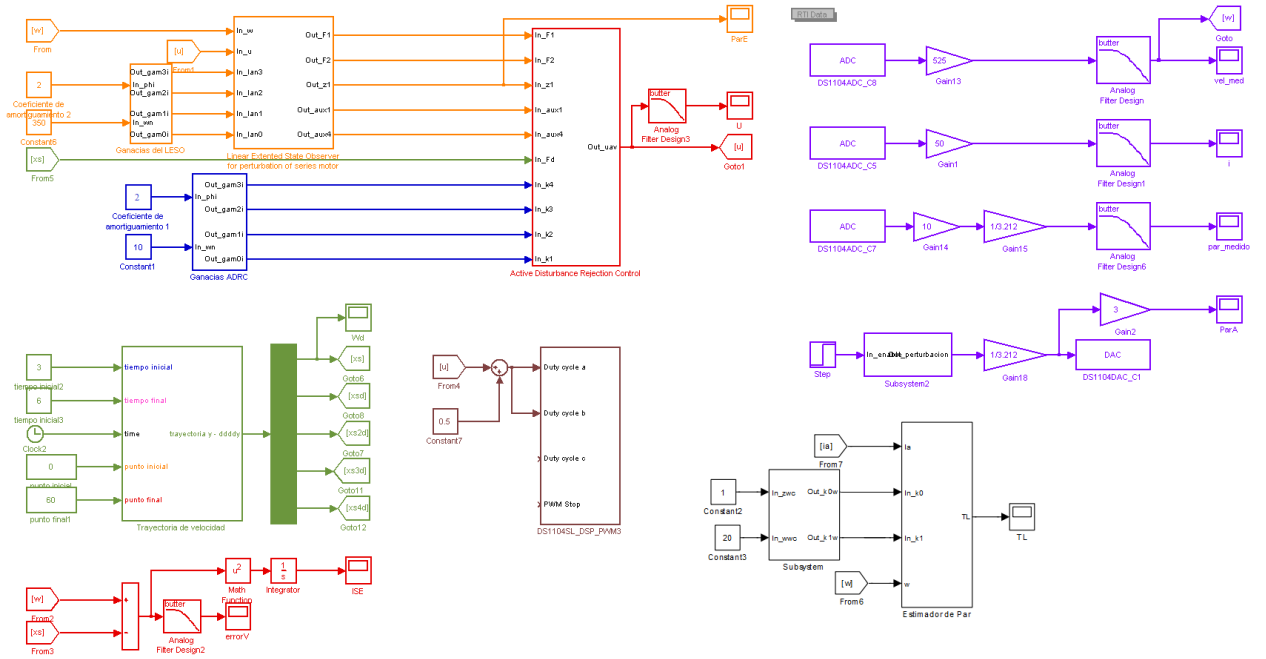 [w]
From
[u]
From1
2
Coeficiente de
amortiguamiento 2
350
Constant6
[xs]
From5
Out_gam3i
In_phi
Out_gam2i
Out_gam1i
In_wn
Out_gam0i
Ganacias del LESO
In_w
In_u
In_lan3
In_lan2
In_lan1
In_lan0
Out_F1
Out_F2
Out_z1
Out_aux1
Out_aux4
Linear Extented State Observer
for perturbation of series motor
2
Coeficiente de
amortiguamiento 1
10
Constant1
Out_gam3i
In_phi
Out_gam2i
Out_gam1i
In_wn
Out_gam0i
Ganacias ADRC
In_F1
In_F2
In_z1
In_aux1
In_aux4
In_Fd
In_k4
In_k3
In_k2
In_k1
Out_uav
Active Disturbance Rejection Control
ParE
butter
Analog
Filter Design3
U
[u]
Goto1
RTI Data
ADC
DS1104ADC_C8
525
Gain13
butter
Analog
Filter Design
[w]
Goto
vel_med
ADC
DS1104ADC_C5
50
Gain1
butter
Analog
Filter Design1
i
ADC
DS1104ADC_C7
10
Gain14
1/3.212
Gain15
butter
Analog
Filter Design6
par_medido
Step
Subsystem2
1/3.212
Gain18
3
Gain2
ParA
DAC
DS1104DAC_C1
3
tiempo inicial2
6
tiempo inicial3
Clock2
0
punto inicial
60
punto final1
tiempo inicial
tiempo final
time
punto inicial
punto final
trayectoria y - ddddy
Trayectoria de velocidad
Wd
[xs]
Goto6
[xsd]
Goto8
[xs2d]
Goto7
[xs3d]
Goto11
[xs4d]
Goto12
[u]
From4
0.5
Constant7
Duty cycle a
Duty cycle b
Duty cycle c
PWM Stop
DS1104SL_DSP_PWM3
[ia]
From7
1
Constant2
20
Constant3
In_zwc
In_wwc
Out_k0w
Out_k1w
Subsystem
[w]
From6
Ia
In_k0
In_k1
w
TL
Estimador de Par
TL
[w]
From2
[xs]
From3
u²
Math
Function
1
s
Integrator
ISE
butter
Analog
Filter Design2
errorV